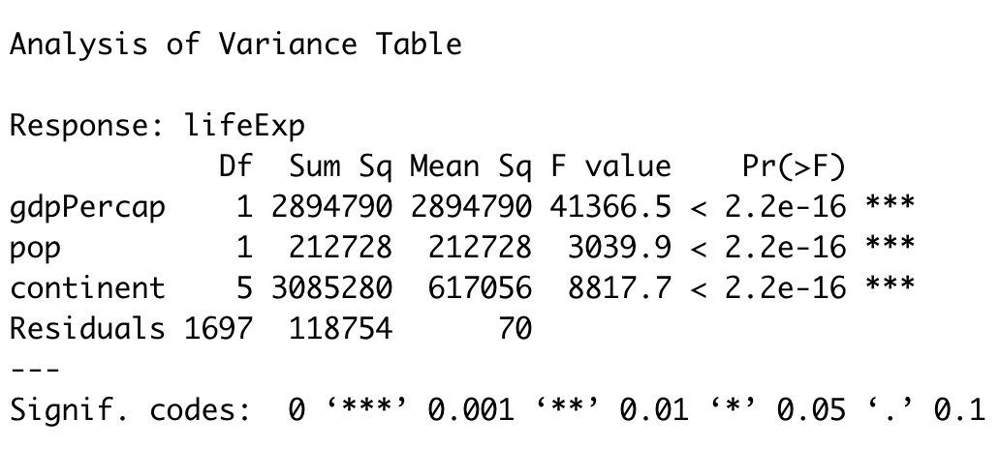 Analysis of Variance Table
Response: lifeExp
Df Sum Sq Mean Sq F value Pr(>F)
gdpPercap 1 2894790 2894790 41366.5 < 2.2e-16 ***
pop 1 212728 212728 3039.9 < 2.2e-16 ***
continent 5 3085280 617056 8817.7 < 2.2e-16 ***
Residuals 1697 118754 70
---
Signif. codes: 0 ‘***’ 0.001 ‘**’ 0.01 ‘*’ 0.05 ‘.’ 0.1